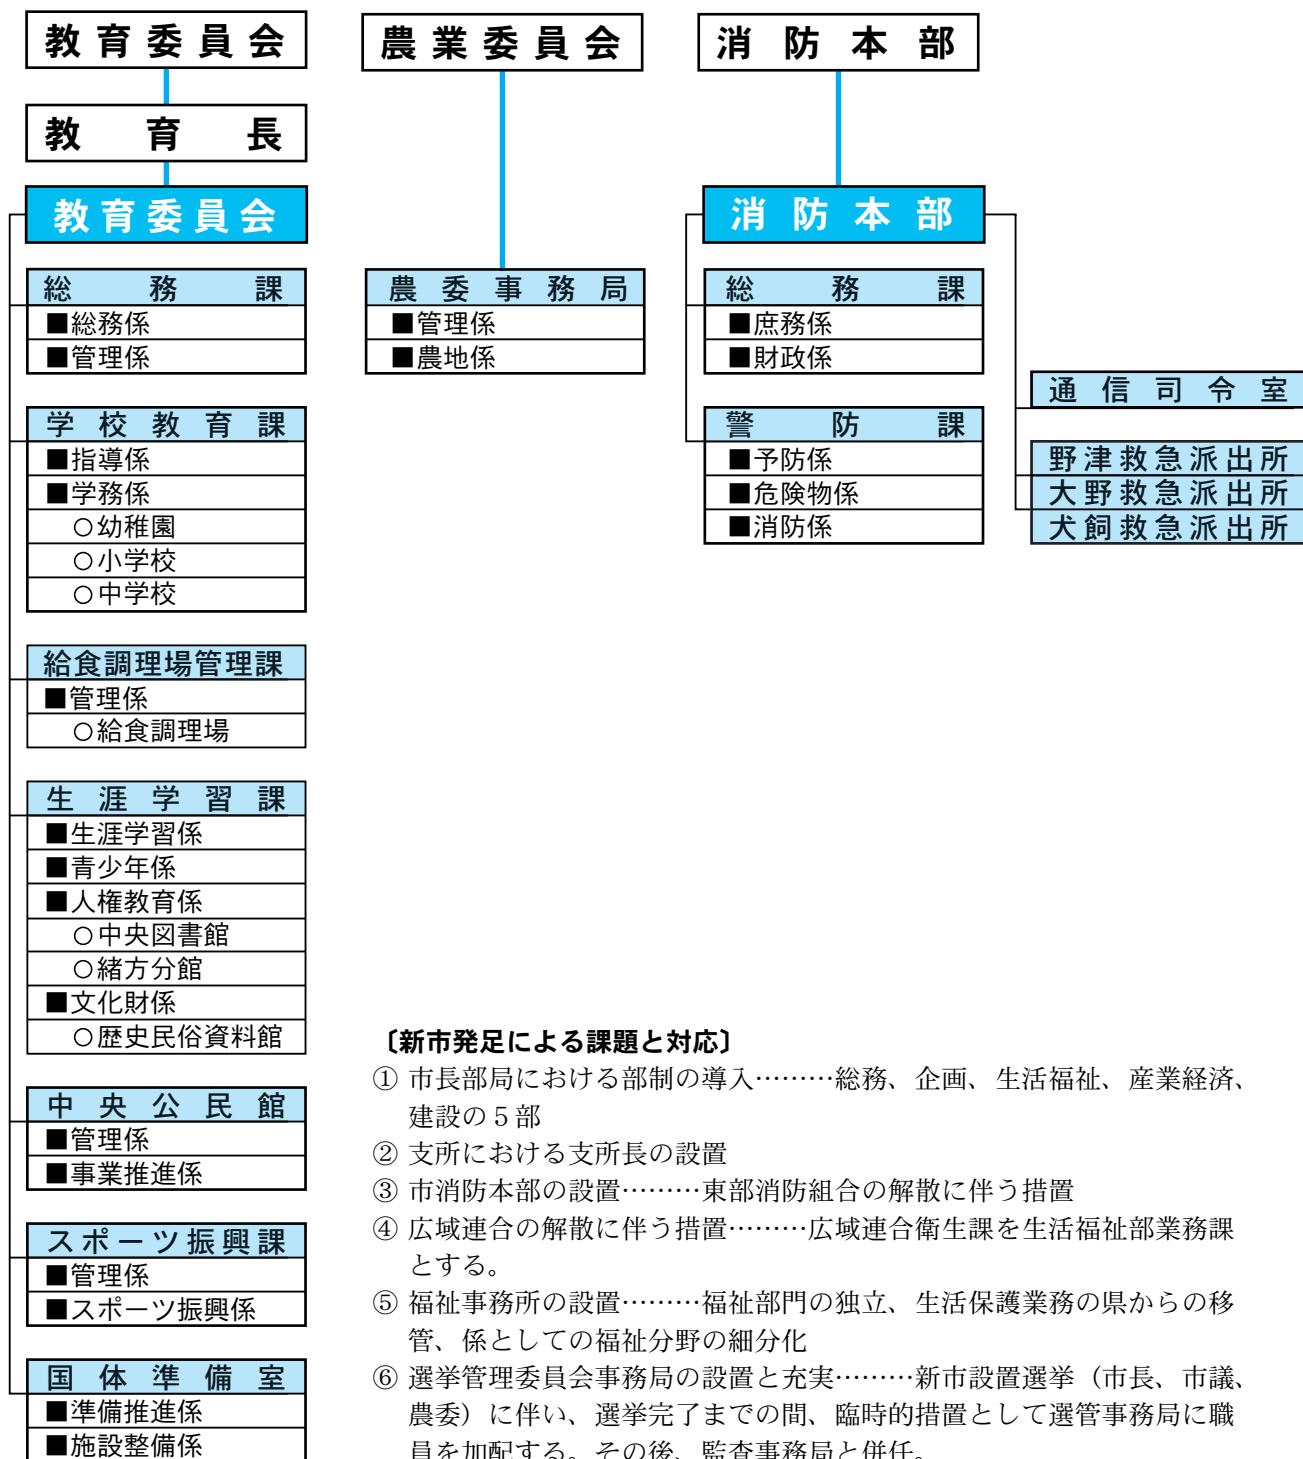 教育委員会
教育長
教育委員会
総務課
■総務係
■管理係
学校教育課
■指導係
■学務係
○幼稚園
○小学校
○中学校
給食調理場管理課
■管理係
○給食調理場
生涯学習課
■生涯学習係
■青少年係
■人権教育係
○中央図書館
○緒方分館
■文化財係
○歴史民俗資料館
中央公民館
■管理係
■事業推進係
スポーツ振興課
■管理係
■スポーツ振興係
国体準備室
■準備推進係
■施設整備係
農業委員会
農委事務局
■管理係
■農地係
消防本部
消防本部
総務課
■庶務係
■財政係
警防課
■予防係
■危険物係
■消防係
通信司令室
野津救急派出所
大野救急派出所
犬飼救急派出所
〔新市発足による課題と対応〕
① 市長部局における部制の導入………総務、企画、生活福祉、産業経済、
建設の５部
② 支所における支所長の設置
③ 市消防本部の設置………東部消防組合の解散に伴う措置
④ 広域連合の解散に伴う措置………広域連合衛生課を生活福祉部業務課
とする。
⑤ 福祉事務所の設置………福祉部門の独立、生活保護業務の県からの移
管、係としての福祉分野の細分化
⑥ 選挙管理委員会事務局の設置と充実………新市設置選挙（市長、市議、
農委）に伴い、選挙完了までの間、臨時的措置として選管事務局に職
員を加配する。その後、監査事務局と併任。